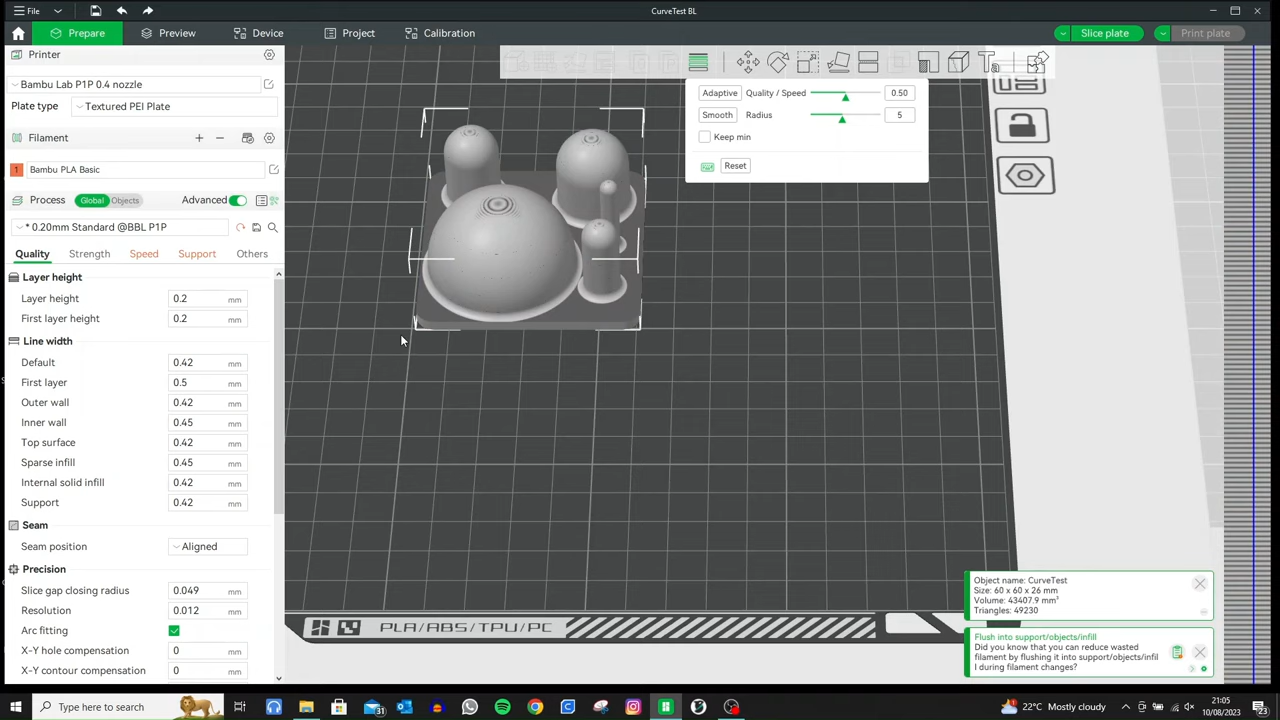 File
CurveTest BL
Prepare
Preview
Device
Project
Calibration
Slice plate
Print plate
Printer
Bambu Lab P1P 0.4 nozzle
Plate type
Textured PEI Plate
Filament
1
Bambu PLA Basic
Process
Global
Objects
Advanced
* 0.20mm Standard @BBL P1P
Quality
Strength
Speed
Support
Others
Layer height
Layer height 0.2 mm
First layer height 0.2 mm
Line width
Default 0.42 mm
First layer 0.5 mm
Outer wall 0.42 mm
Inner wall 0.45 mm
Top surface 0.42 mm
Sparse infill 0.45 mm
Internal solid infill 0.42 mm
Support 0.42 mm
Seam
Seam position Aligned
Precision
Slice gap closing radius 0.049 mm
Resolution 0.012 mm
Arc fitting
X-Y hole compensation 0 mm
X-Y contour compensation 0 mm
Adaptive Quality / Speed 0.50
Smooth Radius 5
Keep min
Reset
PLA/ABS/TPU/PC
Object name: CurveTest
Size: 60 x 60 x 26 mm
Volume: 43407.9 mm³
Triangles: 49230
Flush into support/objects/infill
Did you know that you can reduce wasted
filament by flushing it into support/objects/infil
l during filament changes?
Type here to search
31
22°C Mostly cloudy
21:05
10/08/2023
23